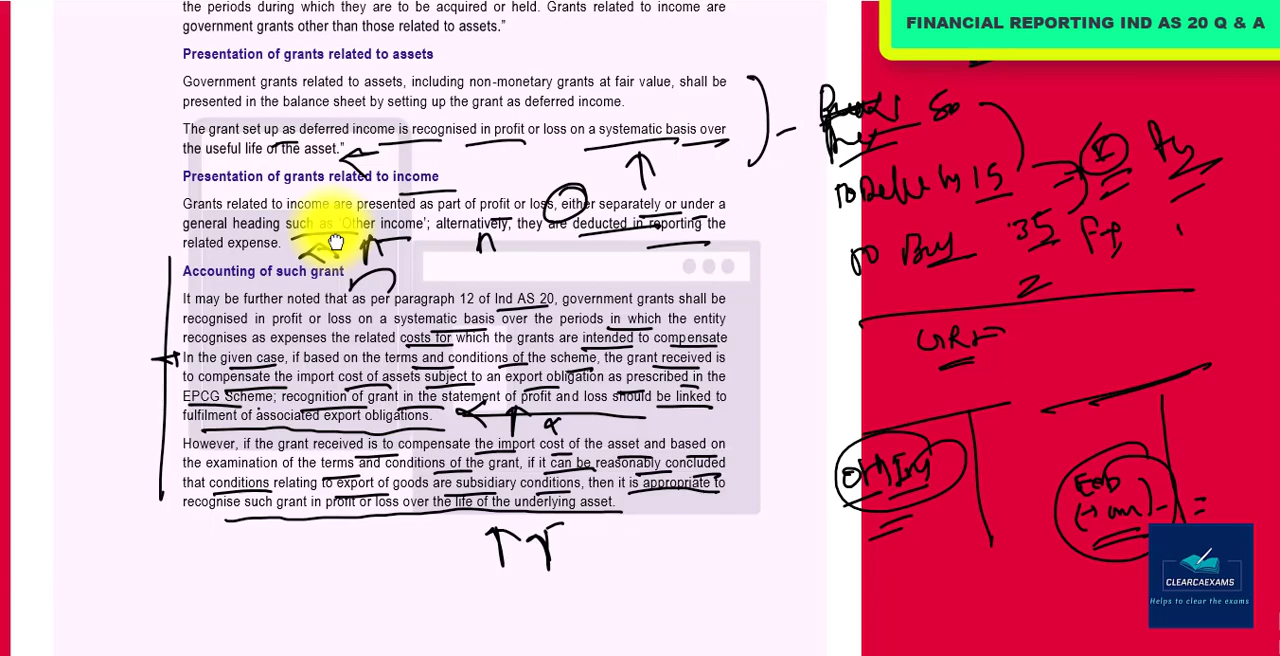 the periods during which they are to be acquired or held. Grants related to income are
government grants other than those related to assets."
Presentation of grants related to assets
Government grants related to assets, including non-monetary grants at fair value, shall be
presented in the balance sheet by setting up the grant as deferred income.
The grant set up as deferred income is recognised in profit or loss on a systematic basis over
the useful life of the asset."
Presentation of grants related to income
Grants related to income are presented as part of profit or loss, either separately or under a
general heading such as 'Other income'; alternatively, they are deducted in reporting the
related expense.
Accounting of such grant
It may be further noted that as per paragraph 12 of Ind AS 20, government grants shall be
recognised in profit or loss on a systematic basis over the periods in which the entity
recognises as expenses the related costs for which the grants are intended to compensate
In the given case, if based on the terms and conditions of the scheme, the grant received is
to compensate the import cost of assets subject to an export obligation as prescribed in the
EPCG Scheme; recognition of grant in the statement of profit and loss should be linked to
fulfilment of associated export obligations.
However, if the grant received is to compensate the import cost of the asset and based on
the examination of the terms and conditions of the grant, if it can be reasonably concluded
that conditions relating to export of goods are subsidiary conditions, then it is appropriate to
recognise such grant in profit or loss over the life of the underlying asset.
FINANCIAL REPORTING IND AS 20 Q & A
50
15
35
CLEARCAEXAMS
Helps to clear the exams